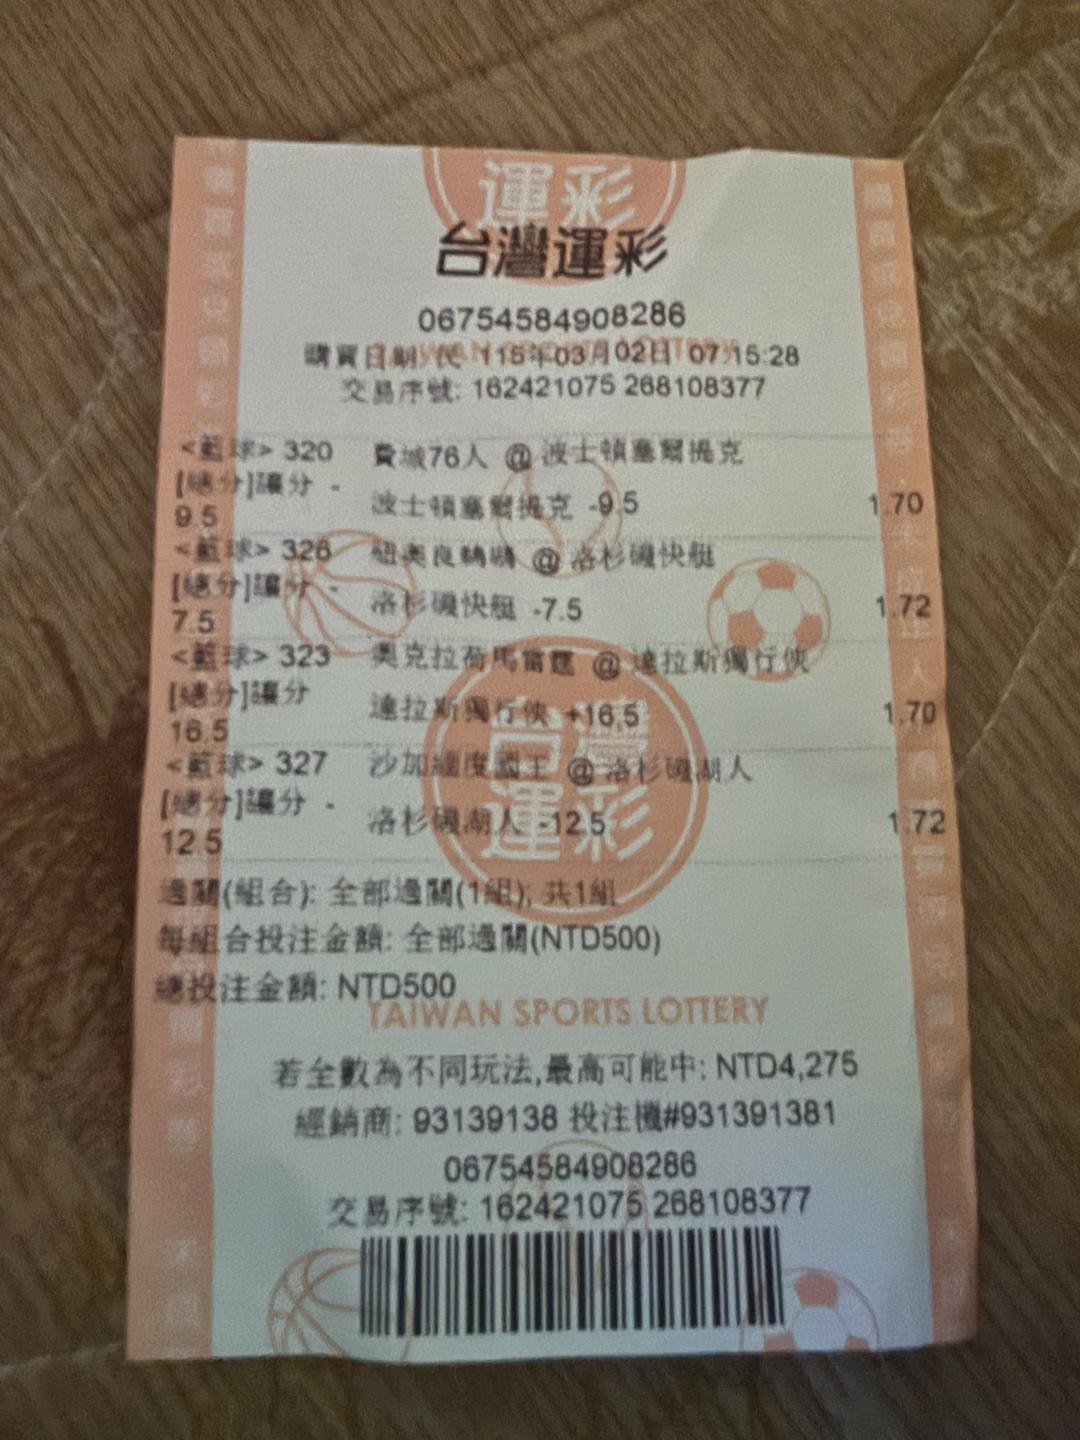 運彩
台灣運彩
06754584908286
購買日期 民 115年03月02日 07:15:28
交易序號: 162421075 268108377
<籃球> 320 費城76人 @ 波士頓塞爾提克
[總分]讓分 -
9.5 波士頓塞爾提克 -9.5 1.70
<籃球> 326 紐奧良鵜鶘 @ 洛杉磯快艇
[總分]讓分 -
7.5 洛杉磯快艇 -7.5 1.72
<籃球> 323 奧克拉荷馬雷霆 @ 達拉斯獨行俠
[總分]讓分
16.5 達拉斯獨行俠 +16.5 1.70
<籃球> 327 沙加緬度國王 @ 洛杉磯湖人
[總分]讓分 -
12.5 洛杉磯湖人 -12.5 1.72
台灣
運彩
過關(組合): 全部過關(1組), 共1組
每組合投注金額: 全部過關(NTD500)
總投注金額: NTD500
TAIWAN SPORTS LOTTERY
若全數為不同玩法,最高可能中: NTD4,275
經銷商: 93139138 投注機#931391381
06754584908286
交易序號: 162421075 268108377